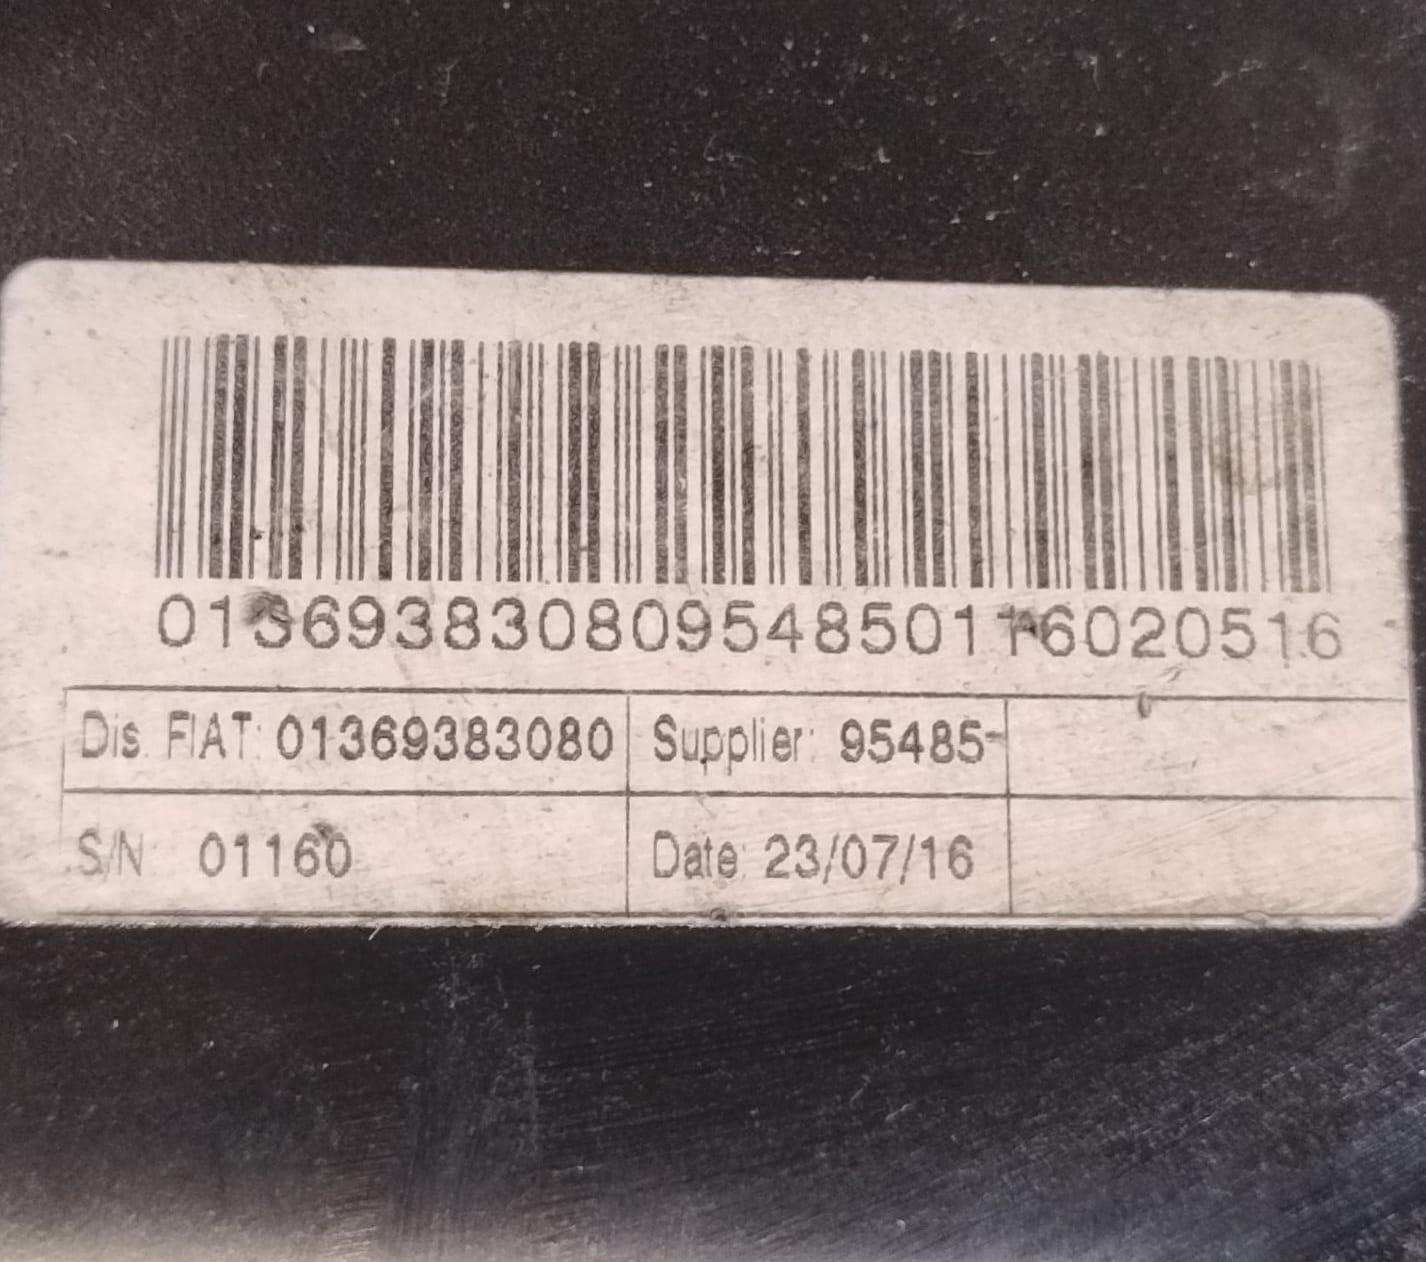 01369383080954850116020516
Dis. FIAT: 01369383080 Supplier: 95485-
S/N: 01160 Date: 23/07/16